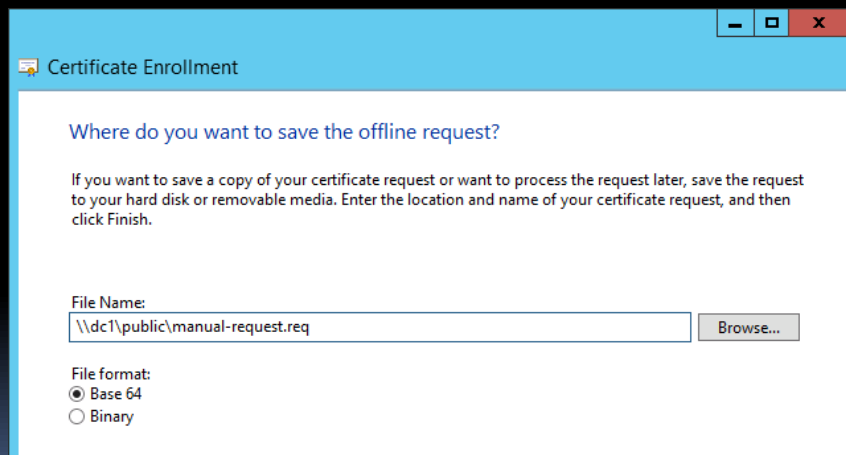 Certificate Enrollment
Where do you want to save the offline request?
If you want to save a copy of your certificate request or want to process the request later, save the request
to your hard disk or removable media. Enter the location and name of your certificate request, and then
click Finish.
File Name:
\\dc1\public\manual-request.req
Browse...
File format:
Base 64
Binary